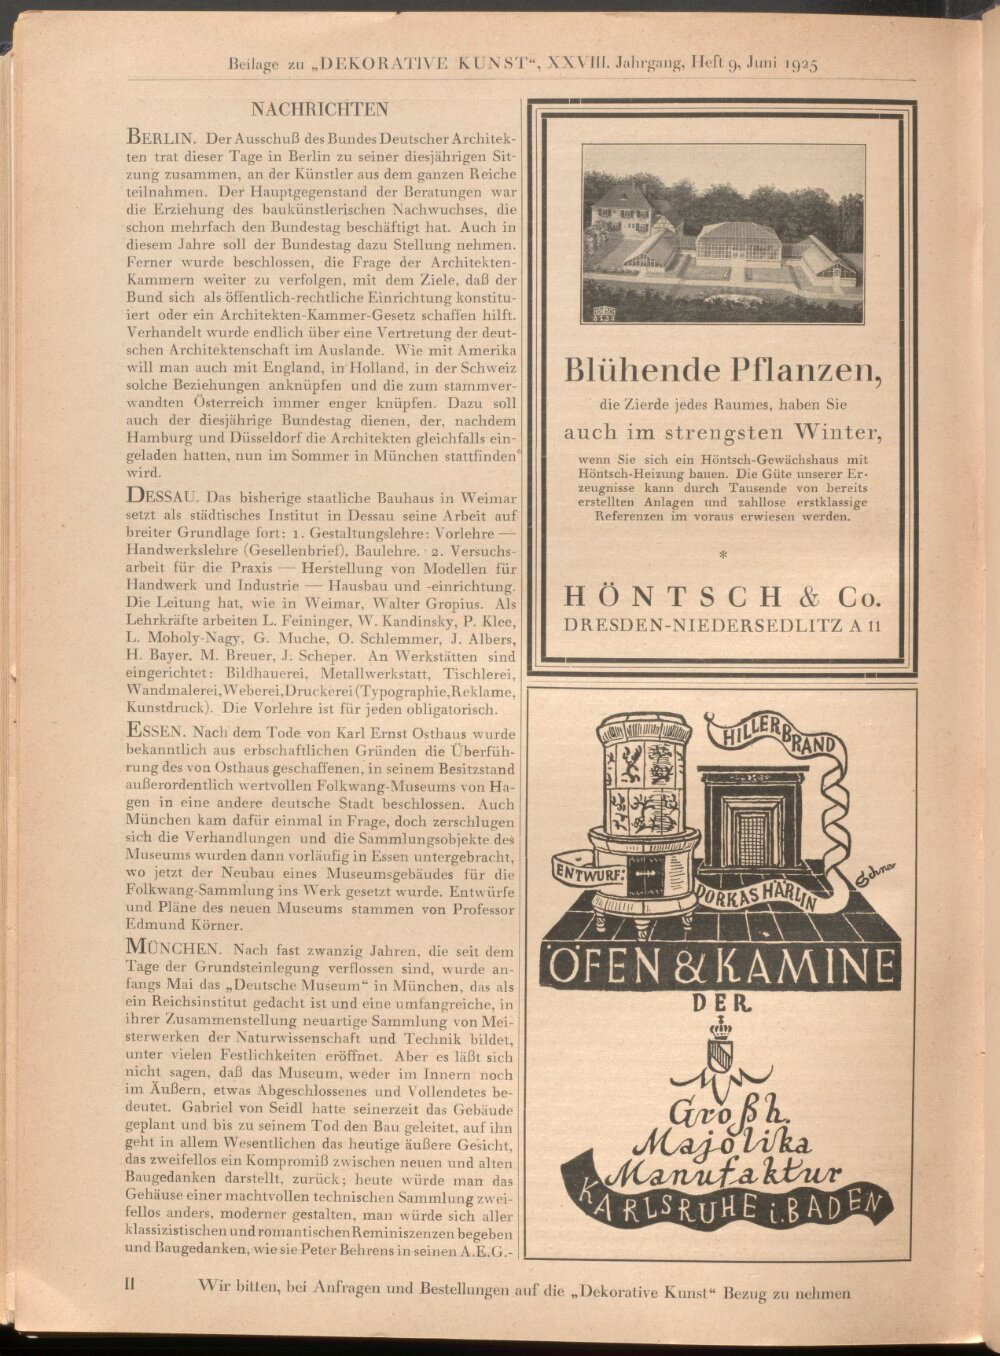 Beilage zu „DEKORATIVE KUNST“, XXVIII. Jahrgang, Heft 9, Juni 1925
NACHRICHTEN
BERLIN. Der Ausschuß des Bundes Deutscher Architek-
ten trat dieser Tage in Berlin zu seiner diesjährigen Sit-
zung zusammen, an der Künstler aus dem ganzen Reiche
teilnahmen. Der Hauptgegenstand der Beratungen war
die Erziehung des baukünstlerischen Nachwuchses, die
schon mehrfach den Bundestag beschäftigt hat. Auch in
diesem Jahre soll der Bundestag dazu Stellung nehmen.
Ferner wurde beschlossen, die Frage der Architekten-
Kammern weiter zu verfolgen, mit dem Ziele, daß der
Bund sich als öffentlich-rechtliche Einrichtung konstitu-
iert oder ein Architekten-Kammer-Gesetz schaffen hilft.
Verhandelt wurde endlich über eine Vertretung der deut-
schen Architektenschaft im Auslande. Wie mit Amerika
will man auch mit England, in Holland, in der Schweiz
solche Beziehungen anknüpfen und die zum stammver-
wandten Österreich immer enger knüpfen. Dazu soll
auch der diesjährige Bundestag dienen, der, nachdem
Hamburg und Düsseldorf die Architekten gleichfalls ein-
geladen hatten, nun im Sommer in München stattfinden
wird.
DESSAU. Das bisherige staatliche Bauhaus in Weimar
setzt als städtisches Institut in Dessau seine Arbeit auf
breiter Grundlage fort: 1. Gestaltungslehre: Vorlehre —
Handwerkslehre (Gesellenbrief), Baulehre. 2. Versuchs-
arbeit für die Praxis — Herstellung von Modellen für
Handwerk und Industrie — Hausbau und -einrichtung.
Die Leitung hat, wie in Weimar, Walter Gropius. Als
Lehrkräfte arbeiten L. Feininger, W. Kandinsky, P. Klee,
L. Moholy-Nagy, G. Muche, O. Schlemmer, J. Albers,
H. Bayer, M. Breuer, J. Scheper. An Werkstätten sind
eingerichtet: Bildhauerei, Metallwerkstatt, Tischlerei,
Wandmalerei, Weberei, Druckerei (Typographie, Reklame,
Kunstdruck). Die Vorlehre ist für jeden obligatorisch.
ESSEN. Nach dem Tode von Karl Ernst Osthaus wurde
bekanntlich aus erbschaftlichen Gründen die Überfüh-
rung des von Osthaus geschaffenen, in seinem Besitzstand
außerordentlich wertvollen Folkwang-Museums von Ha-
gen in eine andere deutsche Stadt beschlossen. Auch
München kam dafür einmal in Frage, doch zerschlugen
sich die Verhandlungen und die Sammlungsobjekte des
Museums wurden dann vorläufig in Essen untergebracht,
wo jetzt der Neubau eines Museumsgebäudes für die
Folkwang-Sammlung ins Werk gesetzt wurde. Entwürfe
und Pläne des neuen Museums stammen von Professor
Edmund Körner.
MÜNCHEN. Nach fast zwanzig Jahren, die seit dem
Tage der Grundsteinlegung verflossen sind, wurde an-
fangs Mai das „Deutsche Museum“ in München, das als
ein Reichsinstitut gedacht ist und eine umfangreiche, in
ihrer Zusammenstellung neuartige Sammlung von Mei-
sterwerken der Naturwissenschaft und Technik bildet,
unter vielen Festlichkeiten eröffnet. Aber es läßt sich
nicht sagen, daß das Museum, weder im Innern noch
im Äußern, etwas Abgeschlossenes und Vollendetes be-
deutet. Gabriel von Seidl hatte seinerzeit das Gebäude
geplant und bis zu seinem Tod den Bau geleitet, auf ihn
geht in allem Wesentlichen das heutige äußere Gesicht,
das zweifellos ein Kompromiß zwischen neuen und alten
Baugedanken darstellt, zurück; heute würde man das
Gehäuse einer machtvollen technischen Sammlung zwei-
fellos anders, moderner gestalten, man würde sich aller
klassizistischen und romantischen Reminiszenzen begeben
und Baugedanken, wie sie Peter Behrens in seinen A.E.G.-
Blühende Pflanzen,
die Zierde jedes Raumes, haben Sie
auch im strengsten Winter,
wenn Sie sich ein Höntsch-Gewächshaus mit
Höntsch-Heizung bauen. Die Güte unserer Er-
zeugnisse kann durch Tausende von bereits
erstellten Anlagen und zahllose erstklassige
Referenzen im voraus erwiesen werden.
*
HÖNTSCH & Co.
DRESDEN-NIEDERSEDLITZ A 11
HILLERBRAND
ENTWURF:
DORKAS HÄRLIN
ÖFEN & KAMINE
DER
Großh.
Majolika
Manufaktur
KARLSRUHE i. BADEN
II
Wir bitten, bei Anfragen und Bestellungen auf die „Dekorative Kunst“ Bezug zu nehmen